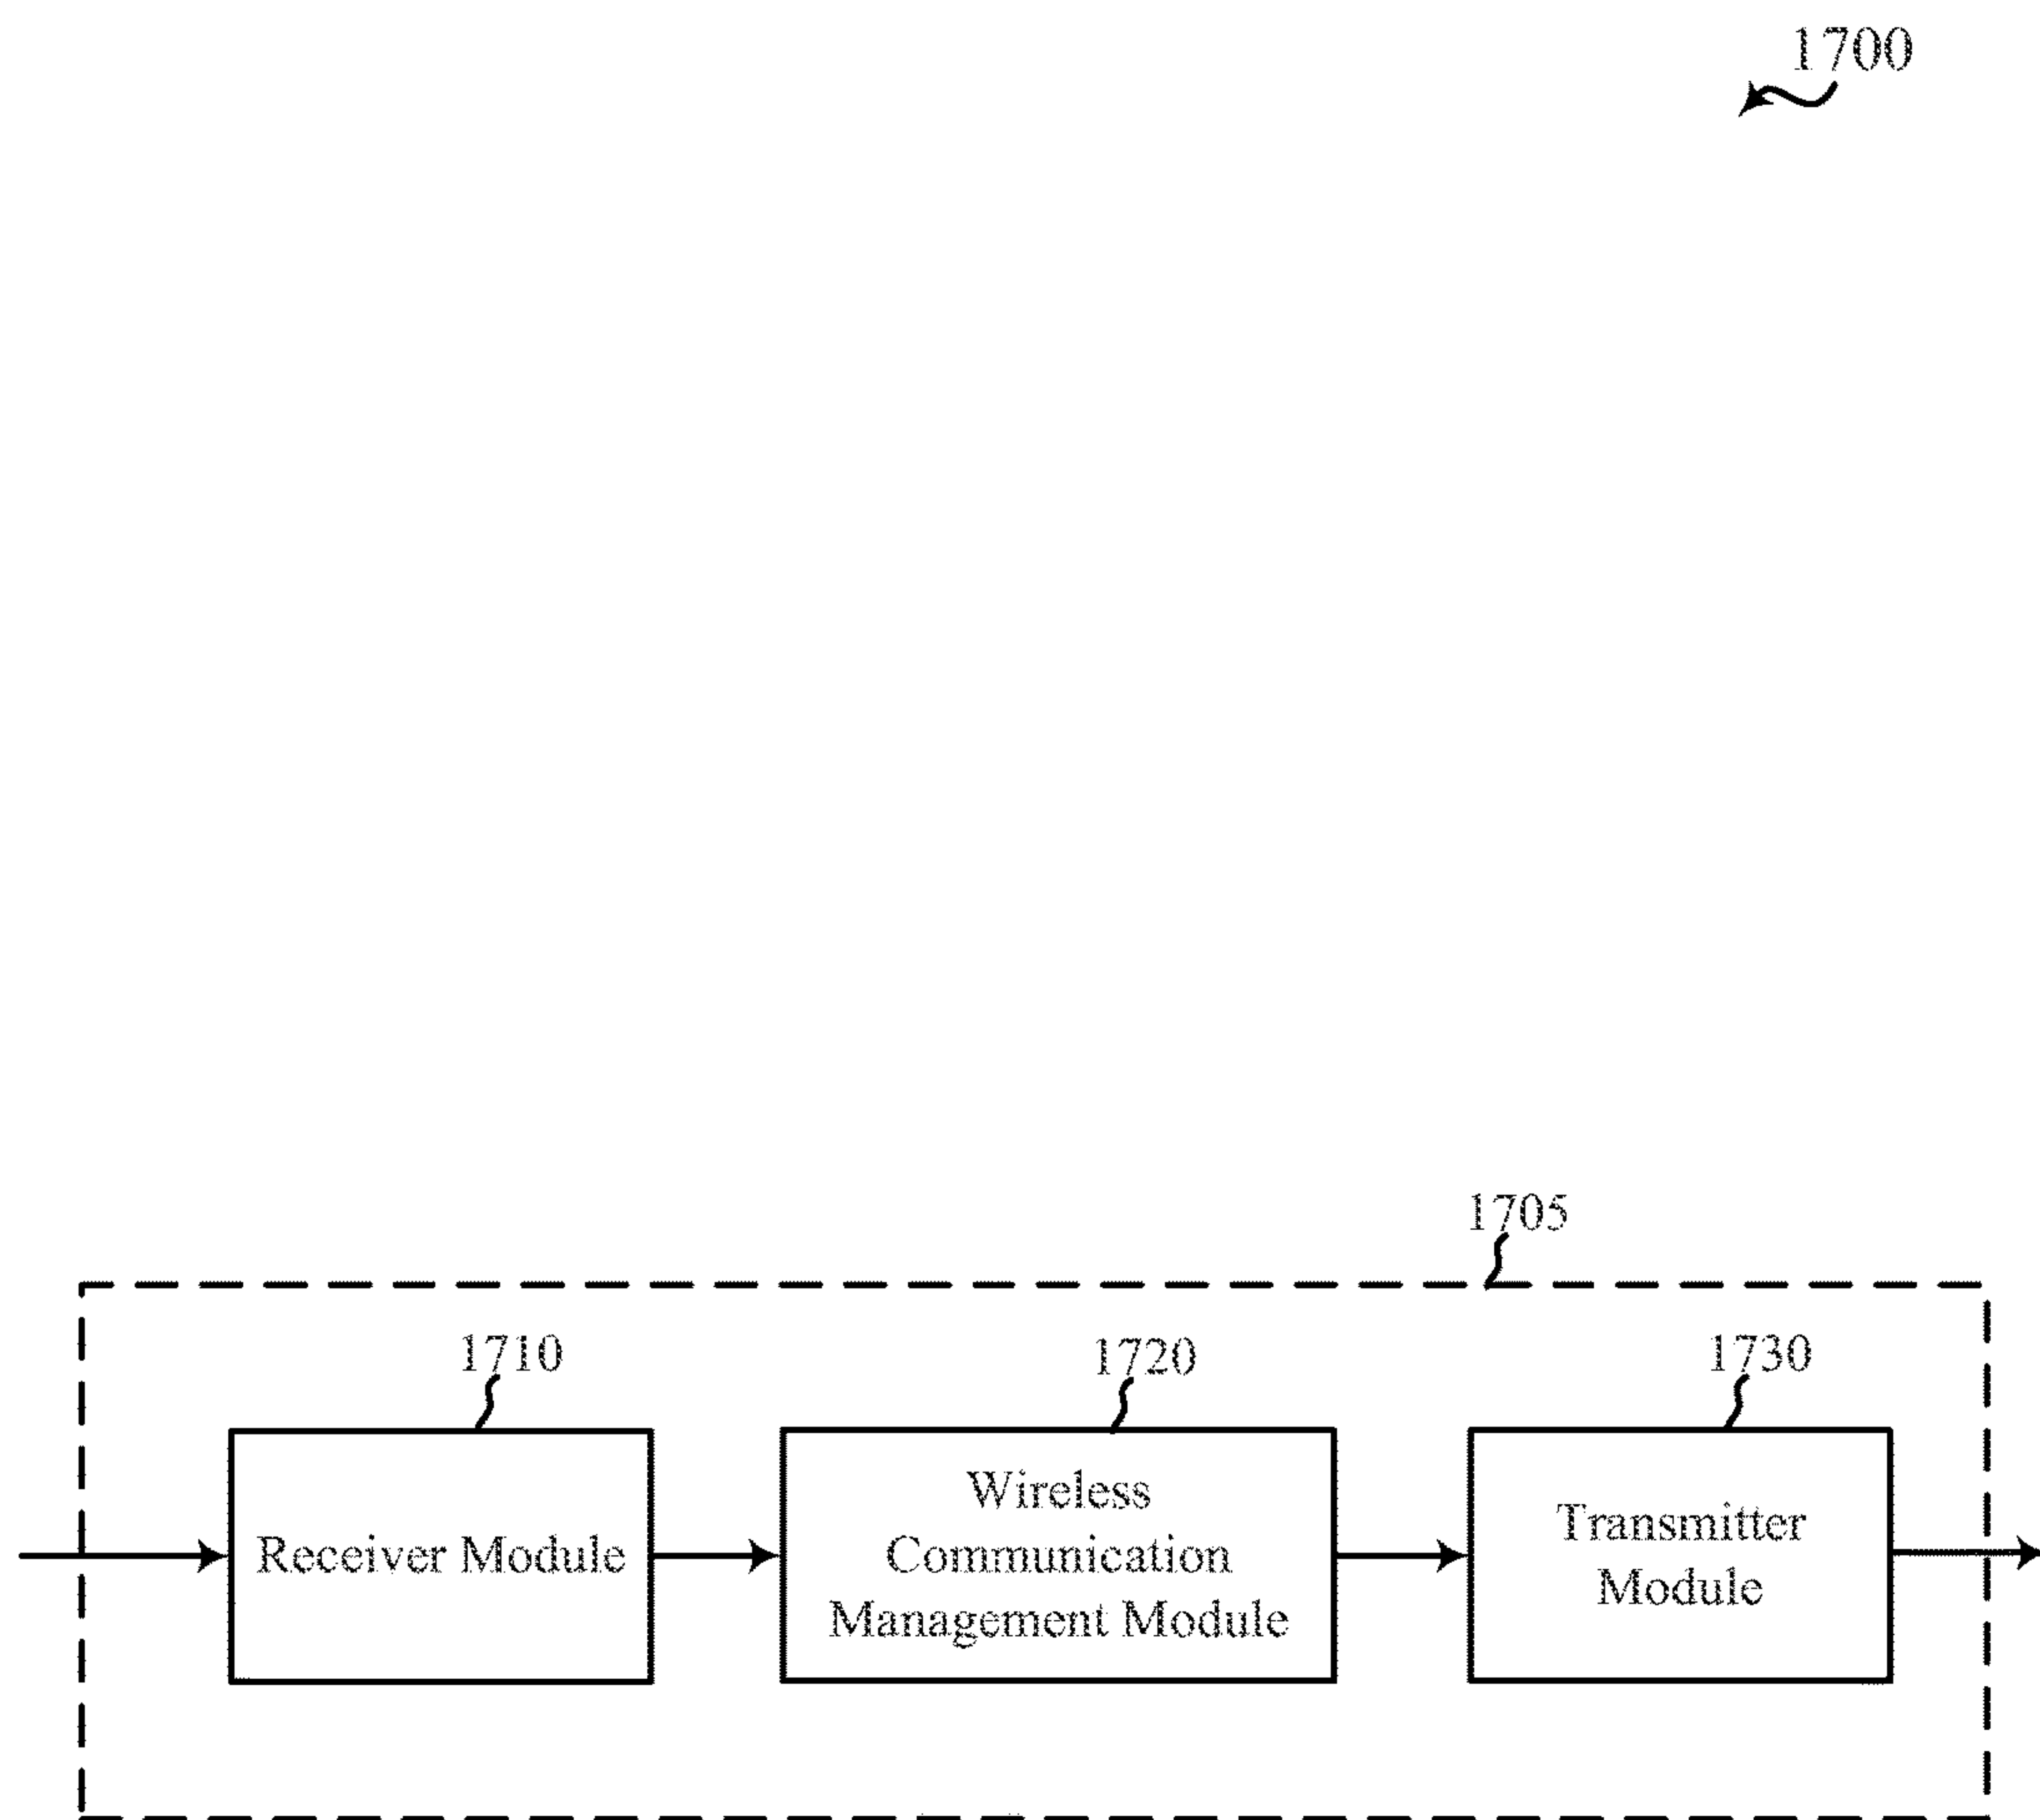 1700
1705
1710
1720
1730
Receiver Module
Wireless
Communication
Management Module
Transmitter
Module